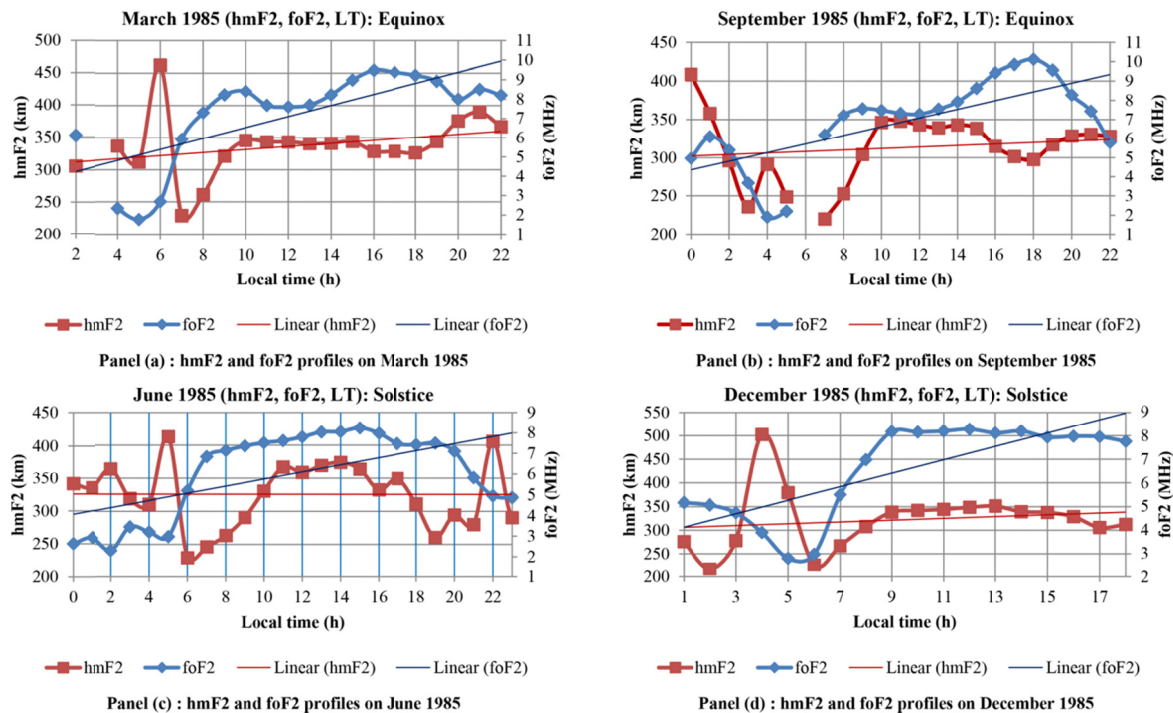 March 1985 (hmF2, foF2, LT): Equinox
500
450
400
350
300
250
200
hmF2 (km)
11
10
9
8
7
6
5
4
3
2
1
foF2 (MHz)
2 4 6 8 10 12 14 16 18 20 22
Local time (h)
hmF2 foF2 Linear (hmF2) Linear (foF2)
Panel (a) : hmF2 and foF2 profiles on March 1985
September 1985 (hmF2, foF2, LT): Equinox
450
400
350
300
250
200
hmF2 (km)
11
10
9
8
7
6
5
4
3
2
1
foF2 (MHz)
0 2 4 6 8 10 12 14 16 18 20 22
Local time (h)
hmF2 foF2 Linear (hmF2) Linear (foF2)
Panel (b) : hmF2 and foF2 profiles on September 1985
June 1985 (hmF2, foF2, LT): Solstice
450
400
350
300
250
200
hmF2 (km)
9
8
7
6
5
4
3
2
1
foF2 (MHz)
0 2 4 6 8 10 12 14 16 18 20 22
Local time (h)
hmF2 foF2 Linear (hmF2) Linear (foF2)
Panel (c) : hmF2 and foF2 profiles on June 1985
December 1985 (hmF2, foF2, LT): Solstice
550
500
450
400
350
300
250
200
hmF2 (km)
9
8
7
6
5
4
3
2
foF2 (MHz)
1 3 5 7 9 11 13 15 17
Local time (h)
hmF2 foF2 Linear (hmF2) Linear (foF2)
Panel (d) : hmF2 and foF2 profiles on December 1985